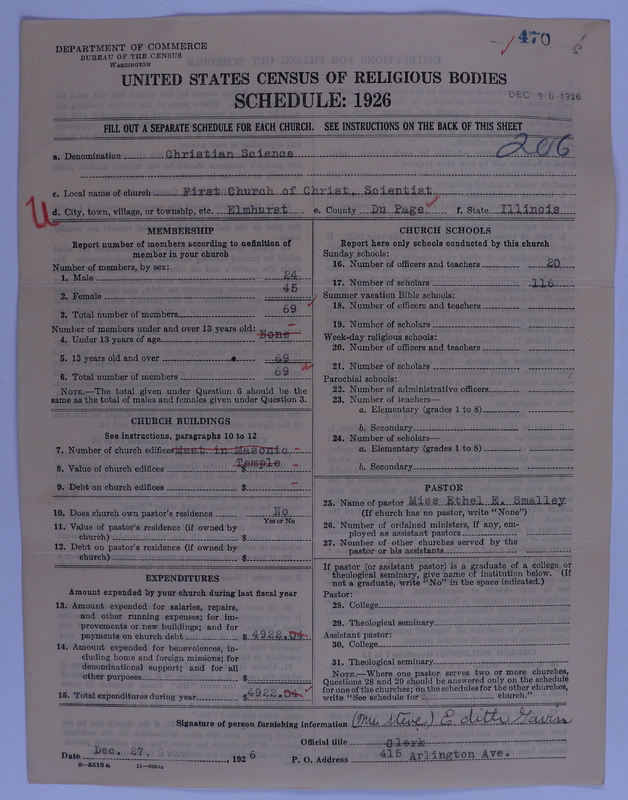 470
DEPARTMENT OF COMMERCE
BUREAU OF THE CENSUS
WASHINGTON
UNITED STATES CENSUS OF RELIGIOUS BODIES
SCHEDULE: 1926
DEC 30 1926
FILL OUT A SEPARATE SCHEDULE FOR EACH CHURCH. SEE INSTRUCTIONS ON THE BACK OF THIS SHEET
206
a. Denomination Christian Science
c. Local name of church First Church of Christ, Scientist
d. City, town, village, or township, etc. Elmhurst e. County Du Page f. State Illinois
MEMBERSHIP
Report number of members according to definition of
member in your church
Number of members, by sex:
1. Male 24
2. Female 45
3. Total number of members 69
Number of members under and over 13 years old:
4. Under 13 years of age None
5. 13 years old and over 69
6. Total number of members 69
NOTE.—The total given under Question 6 should be the
same as the total of males and females given under Question 3.
CHURCH BUILDINGS
See instructions, paragraphs 10 to 12
7. Number of church edifices Meet in Masonic
8. Value of church edifices $ Temple
9. Debt on church edifices $
10. Does church own pastor's residence No
Yes or No
11. Value of pastor's residence (if owned by
church) $
12. Debt on pastor's residence (if owned by
church) $
EXPENDITURES
Amount expended by your church during last fiscal year
13. Amount expended for salaries, repairs,
and other running expenses; for im-
provements or new buildings; and for
payments on church debt $ 4922.04
14. Amount expended for benevolences, in-
cluding home and foreign missions; for
denominational support; and for all
other purposes $
15. Total expenditures during year $ 4922.04
CHURCH SCHOOLS
Report here only schools conducted by this church
Sunday schools:
16. Number of officers and teachers 20
17. Number of scholars 116
Summer vacation Bible schools:
18. Number of officers and teachers
19. Number of scholars
Week-day religious schools:
20. Number of officers and teachers
21. Number of scholars
Parochial schools:
22. Number of administrative officers
23. Number of teachers—
a. Elementary (grades 1 to 8)
b. Secondary
24. Number of scholars—
a. Elementary (grades 1 to 8)
b. Secondary
PASTOR
25. Name of pastor Miss Ethel R. Smalley
(If church has no pastor, write "None")
26. Number of ordained ministers, if any, em-
ployed as assistant pastors
27. Number of other churches served by the
pastor or his assistants
If pastor (or assistant pastor) is a graduate of a college or
theological seminary, give name of institution below. (If
not a graduate, write "No" in the space indicated.)
Pastor:
28. College
29. Theological seminary
Assistant pastor:
30. College
31. Theological seminary
NOTE.—Where one pastor serves two or more churches,
Questions 28 and 29 should be answered only on the schedule
for one of the churches; on the schedules for the other churches,
write "See schedule for church."
Signature of person furnishing information (Mrs Steve) Edith Gavin
Official title Clerk
Date Dec. 27, 1926 P. O. Address 415 Arlington Ave.